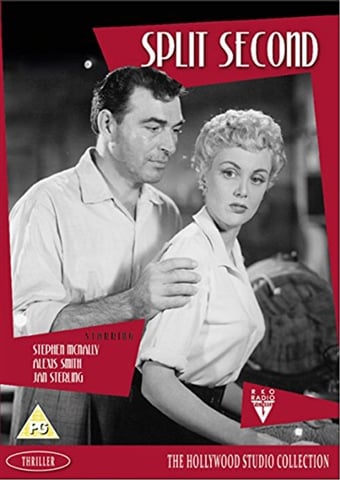 SPLIT SECOND
STARRING
STEPHEN MCNALLY
ALEXIS SMITH
JAN STERLING
RKO
RADIO
PG
THRILLER
THE HOLLYWOOD STUDIO COLLECTION